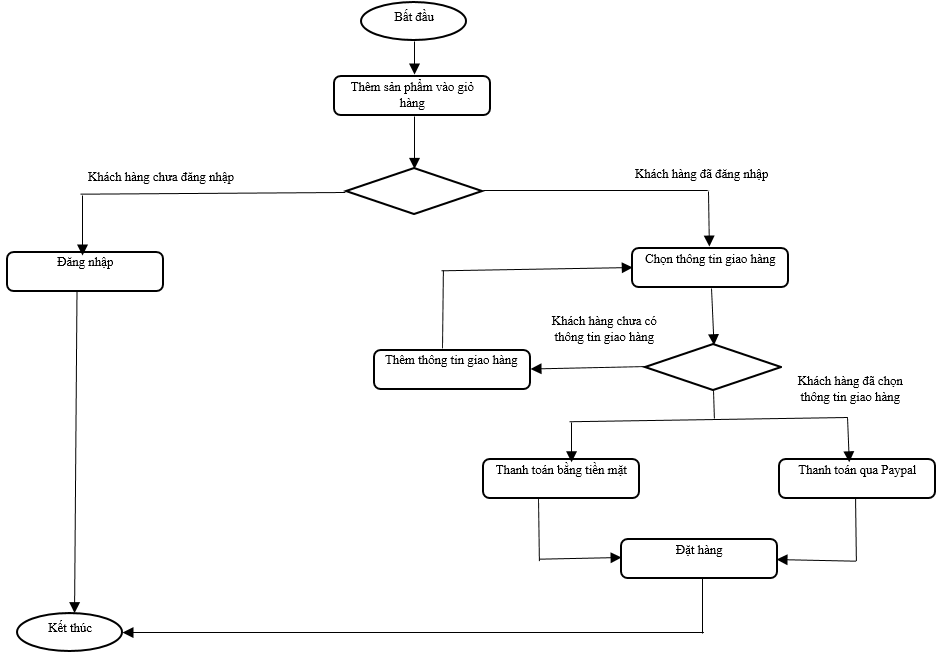 Bắt đầu
Thêm sản phẩm vào giỏ
hàng
Khách hàng chưa đăng nhập
Khách hàng đã đăng nhập
Đăng nhập
Chọn thông tin giao hàng
Khách hàng chưa có
thông tin giao hàng
Thêm thông tin giao hàng
Khách hàng đã chọn
thông tin giao hàng
Thanh toán bằng tiền mặt
Thanh toán qua Paypal
Đặt hàng
Kết thúc